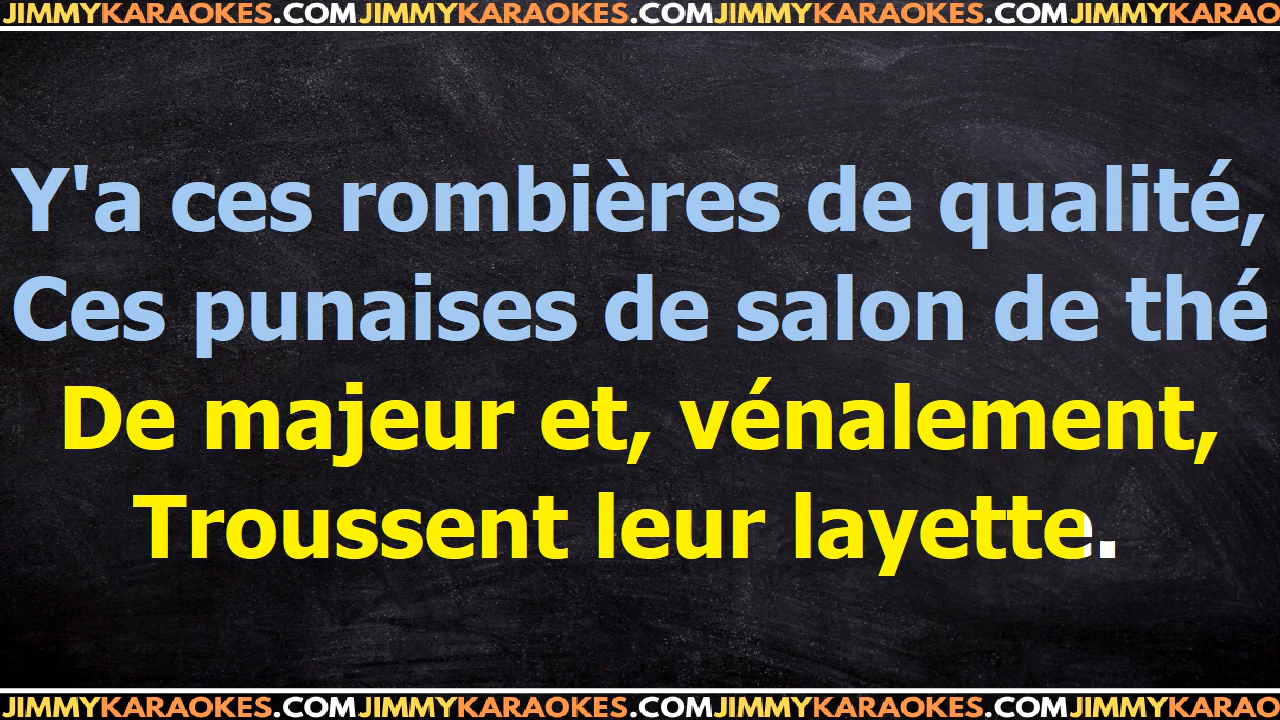 JIMMYKARAOKES.COMJIMMYKARAOKES.COMJIMMYKARAOKES.COMJIMMYKARAO
Y'a ces rombières de qualité,
Ces punaises de salon de thé
De majeur et, vénalement,
Troussent leur layette.
JIMMYKARAOKES.COMJIMMYKARAOKES.COMJIMMYKARAOKES.COMJIMMYKARAO